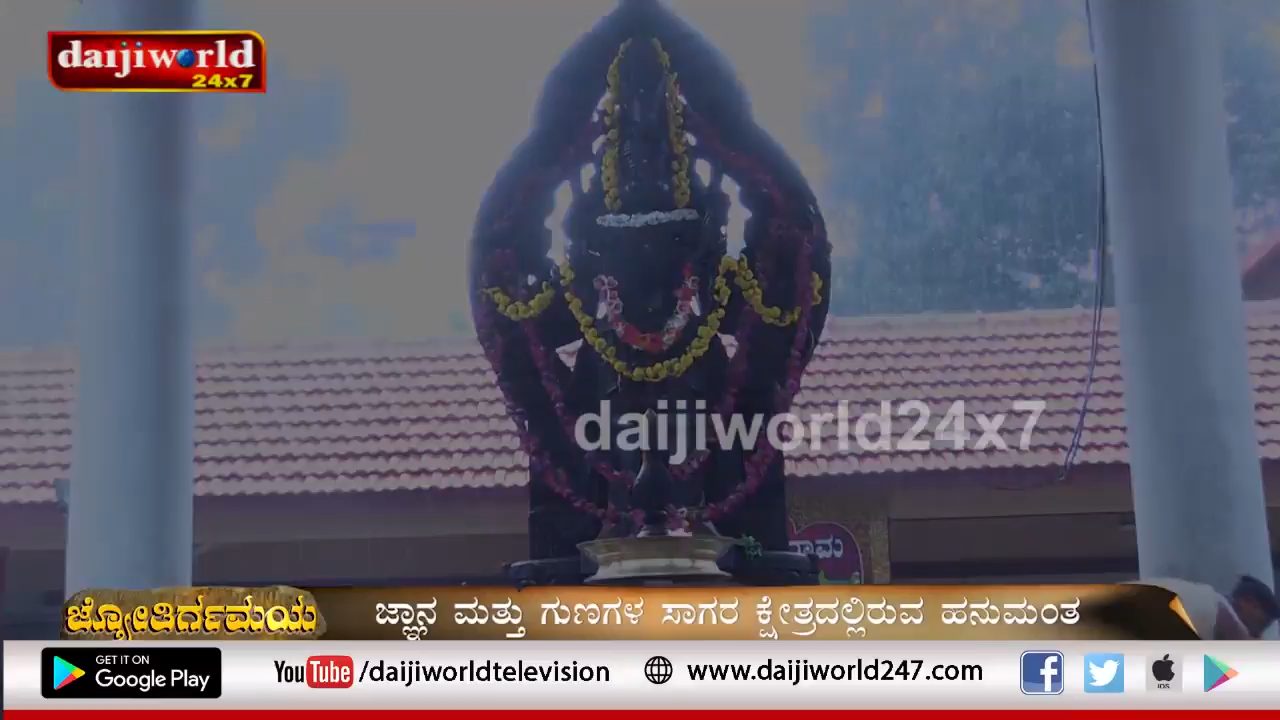 daijiworld
24x7
daijiworld24x7
ರಾಮ
ಜ್ಯೋತಿರ್ಗಮಯ
ಜ್ಞಾನ ಮತ್ತು ಗುಣಗಳ ಸಾಗರ ಕ್ಷೇತ್ರದಲ್ಲಿರುವ ಹನುಮಂತ
GET IT ON
Google Play
YouTube /daijiworldtelevision
www.daijiworld247.com
iOS